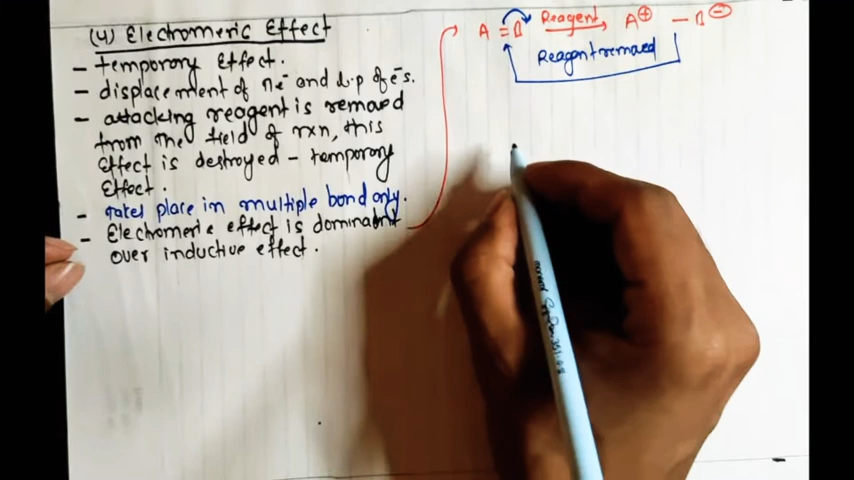 (4) Electromeric Effect
- temporary Effect.
- displacement of πe⁻ and l.p of e⁻s.
- attacking reagent is removed
from the field of rxn, this
effect is destroyed - temporary
Effect.
- takes place in multiple bond only.
- Electromeric effect is dominant
over inductive effect.
A = B Reagent A⊕ - B⊖
Reagent removed